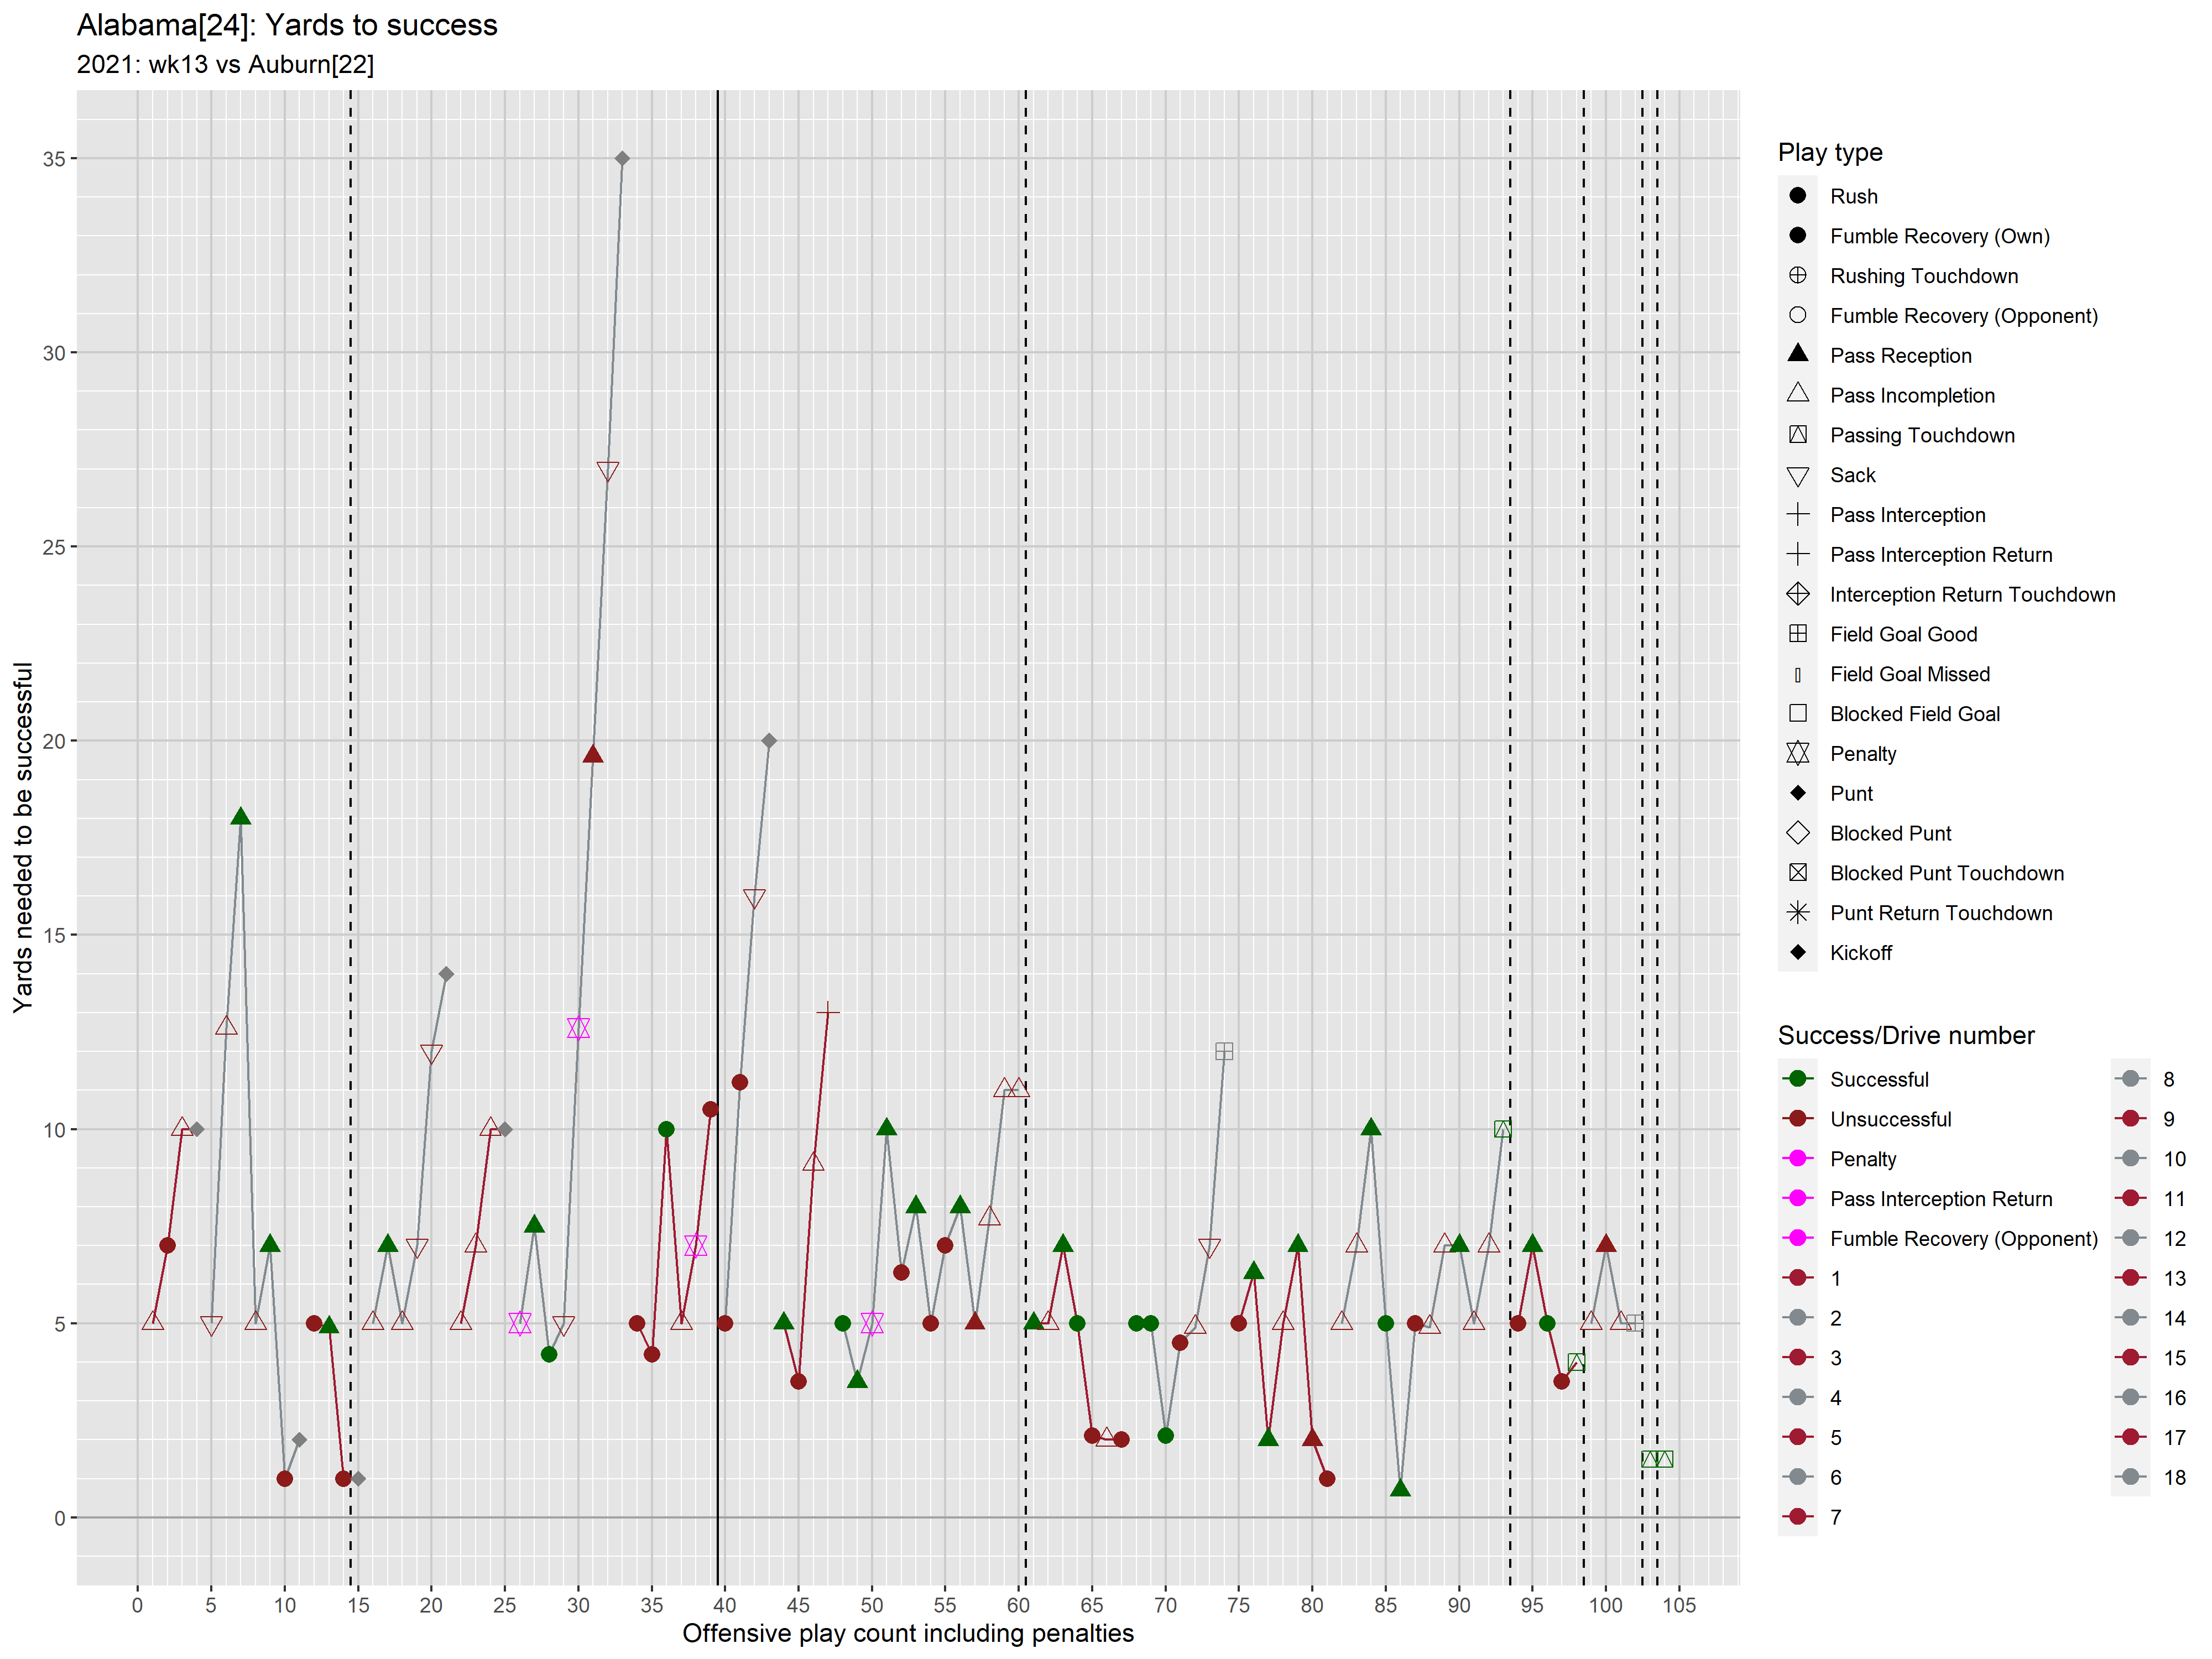 Alabama[24]: Yards to success
2021: wk13 vs Auburn[22]
Yards needed to be successful
35
30
25
20
15
10
5
0
0 5 10 15 20 25 30 35 40 45 50 55 60 65 70 75 80 85 90 95 100 105
Offensive play count including penalties
Play type
Rush
Fumble Recovery (Own)
Rushing Touchdown
Fumble Recovery (Opponent)
Pass Reception
Pass Incompletion
Passing Touchdown
Sack
Pass Interception
Pass Interception Return
Interception Return Touchdown
Field Goal Good
Field Goal Missed
Blocked Field Goal
Penalty
Punt
Blocked Punt
Blocked Punt Touchdown
Punt Return Touchdown
Kickoff
Success/Drive number
Successful
Unsuccessful
Penalty
Pass Interception Return
Fumble Recovery (Opponent)
1
2
3
4
5
6
7
8
9
10
11
12
13
14
15
16
17
18